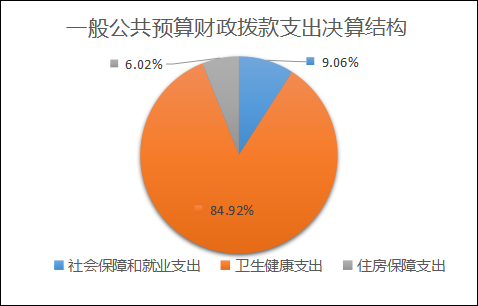 一般公共预算财政拨款支出决算结构
6.02%
9.06%
84.92%
社会保障和就业支出 卫生健康支出 住房保障支出